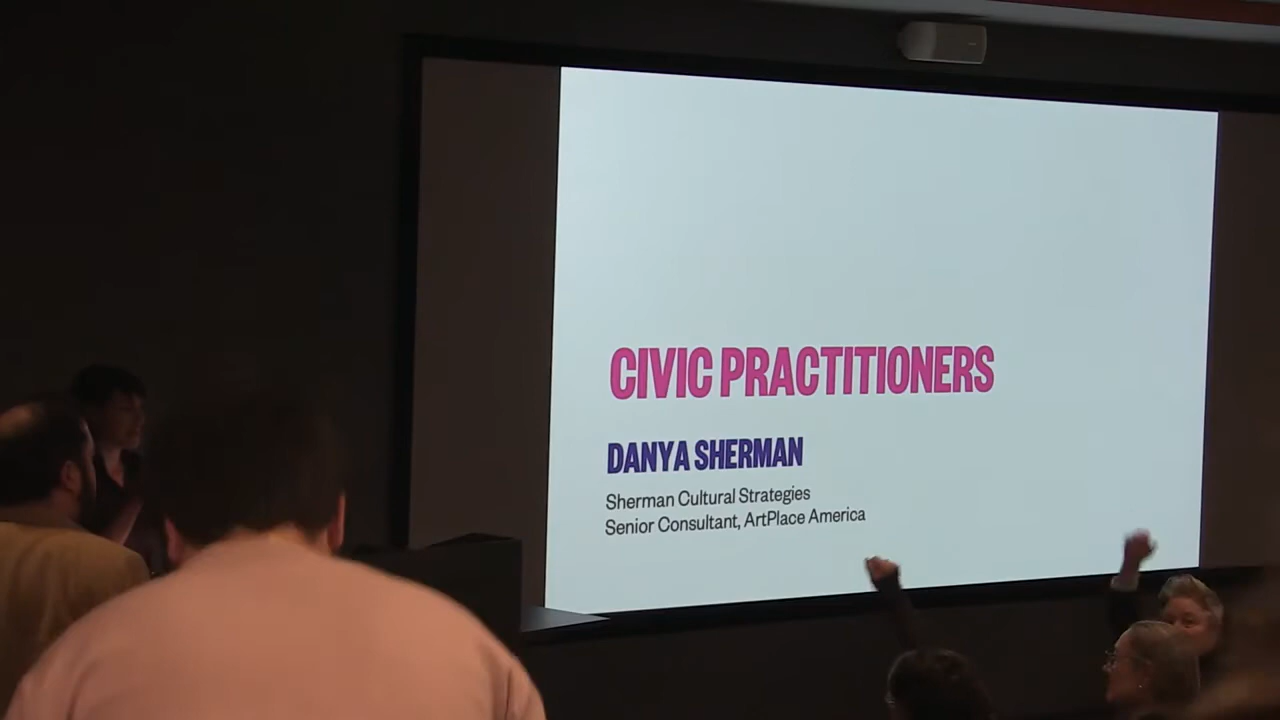 CIVIC PRACTITIONERS
DANYA SHERMAN
Sherman Cultural Strategies
Senior Consultant, ArtPlace America